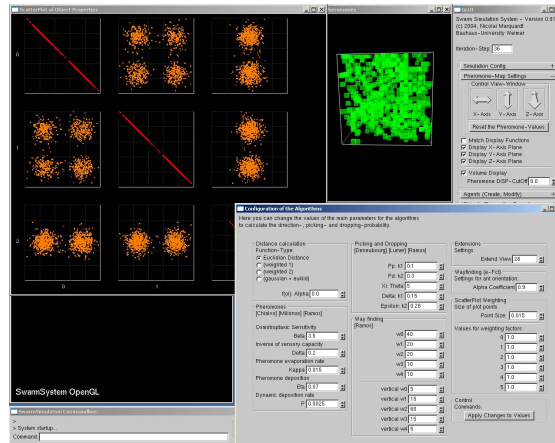 ScatterPlot of Object Properties
0
1
2
0
1
SwarmSystem OpenGL
SwarmSimulation Commandline
>
> System startup...
Command:
Pheromones
GLUI
Swarm Simulation System - Version 0.91
(c) 2004, Nicolai Marquardt
Bauhaus-University Weimar
Iteration-Step 36
Simulation Config +
Pheromone-Map Settings -
Control View-Window
X-Axis Y-Axis Z-Axis
Reset the Pheromone-Values
Match Display Functions
Display X-Axis Plane
Display Y-Axis Plane
Display Z-Axis Plane
Volume Display
Pheromone DISP-CutOff 0.0
Agents (Create, Modify) +
Configuration of the Algorithms
Here you can change the values of the main parameters for the algorithms
to calculate the direction-, picking- and dropping-probability.
Distance calculation
Function-Type:
Euclidian Distance
(weighted 1)
(weighted 2)
(gaussian + euklid)
f(oi): Alpha 0.0
Pheromones
[Chialvo] [Millonas] [Ramos]
Osmotropotaxic Sensitivity
Beta 3.5
Inverse of sensory capacity
Delta 0.2
Pheromone evaporation rate
Kappa 0.015
Pheromone deposition
Eta 0.07
Dynamic deposition rate
P 0.0025
Picking and Dropping
[Deneubourg] [Lumer] [Ramos]
Pp: k1 0.1
Pd: k2 0.3
Xi: Theta 5
Delta: k1 0.15
Epsilon: k2 0.28
Way finding
[Ramos]
w0 40
w1 20
w2 20
w3 10
w4 10
vertical w0 5
vertical w1 15
vertical w2 60
vertical w3 15
vertical w4 5
Extensions
Settings:
Extend View 26
Wayfinding (e-Fct)
Settings for ant orientation:
Alpha Coefficient 0.9
ScatterPlot Weighting
Size of plot points
Point Size: 0.015
Values for weighting factors:
0 1.0
1 1.0
2 1.0
3 1.0
4 1.0
5 1.0
Control
Commands:
Apply Changes to Values